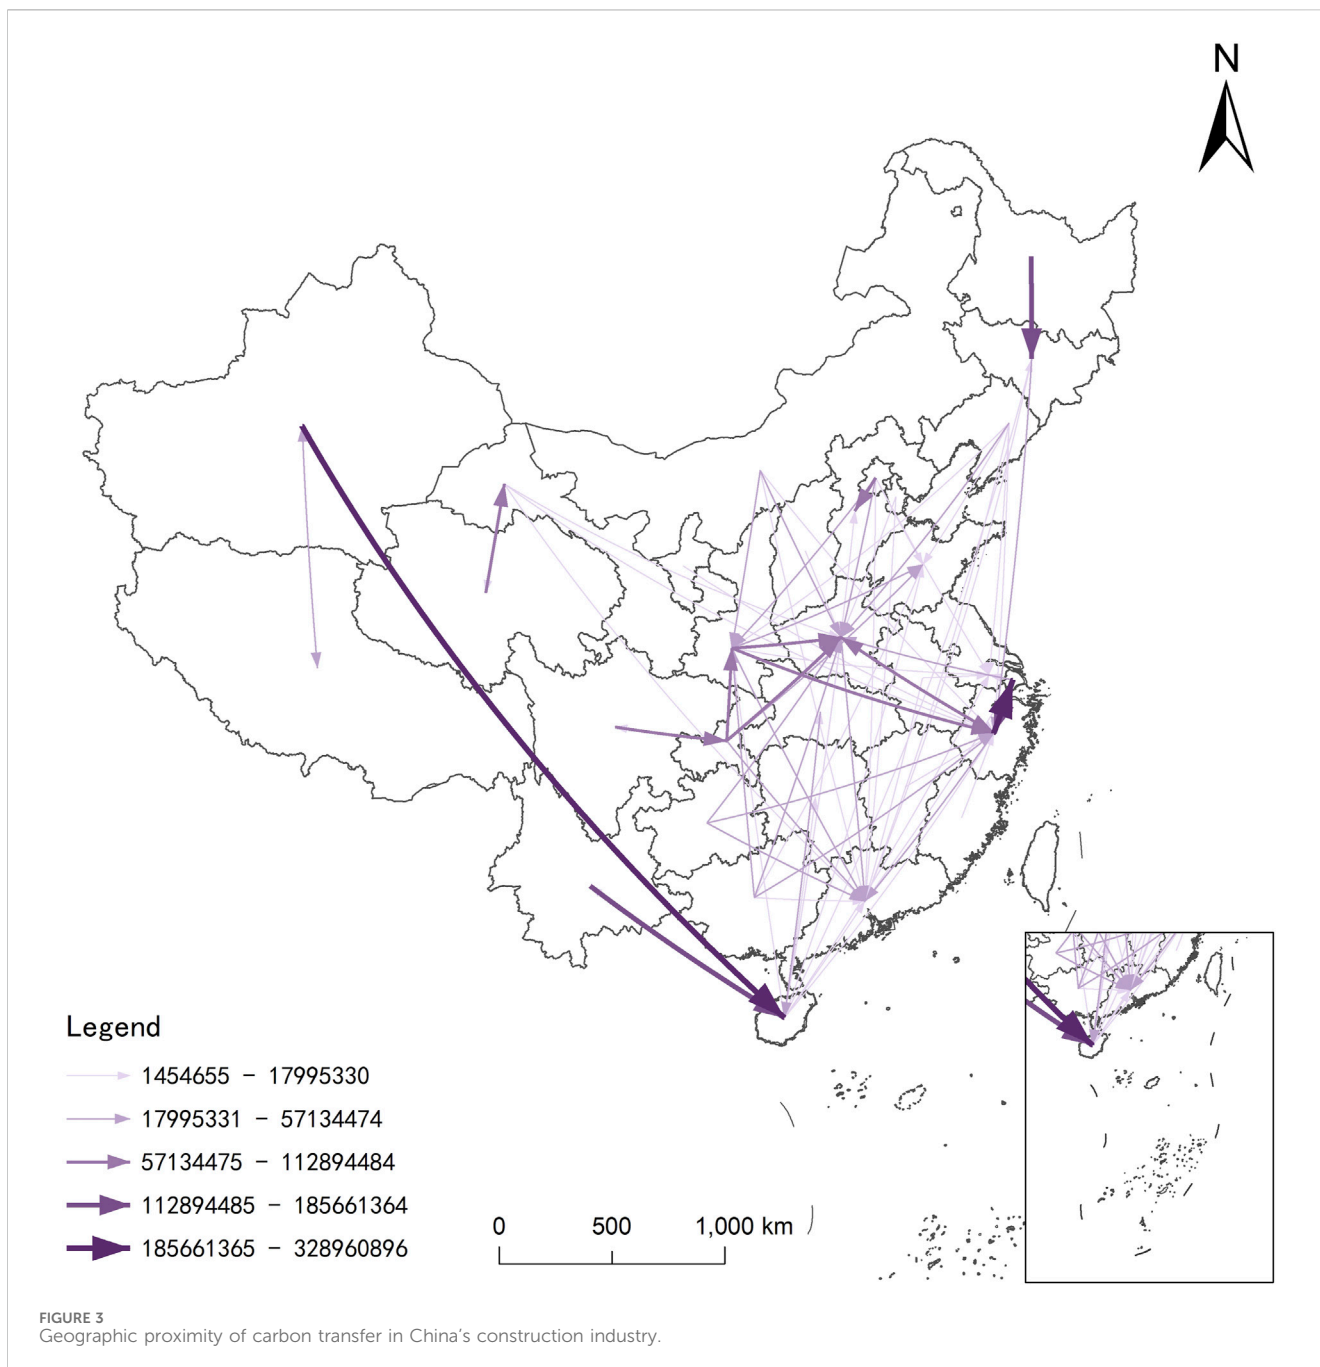 N
Legend
1454655 – 17995330
17995331 – 57134474
57134475 – 112894484
112894485 – 185661364
185661365 – 328960896
0 500 1,000 km
FIGURE 3
Geographic proximity of carbon transfer in China's construction industry.